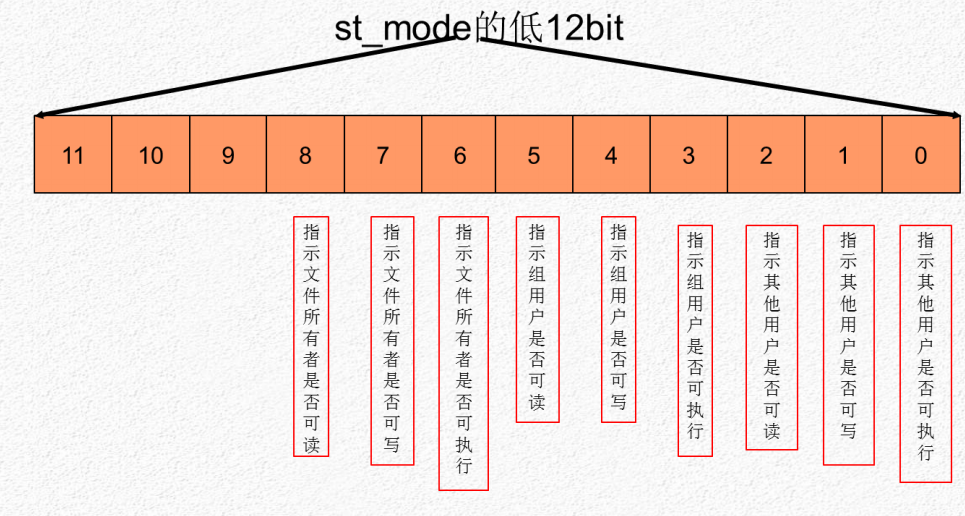 st_mode的低12bit
11 10 9 8 7 6 5 4 3 2 1 0
指示文件所有者是否可读
指示文件所有者是否可写
指示文件所有者是否可执行
指示组用户是否可读
指示组用户是否可写
指示组用户是否可执行
指示其他用户是否可读
指示其他用户是否可写
指示其他用户是否可执行